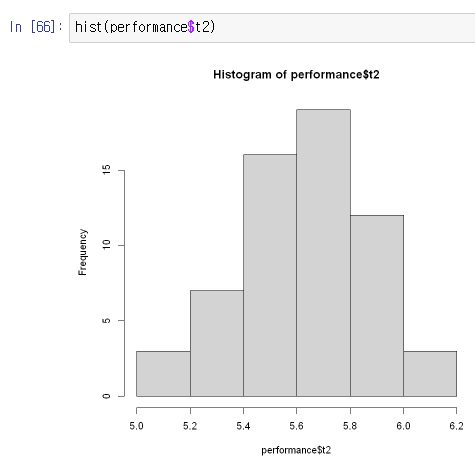 In [66]: hist(performance$t2)
Histogram of performance$t2
Frequency
15
10
5
0
5.0 5.2 5.4 5.6 5.8 6.0 6.2
performance$t2